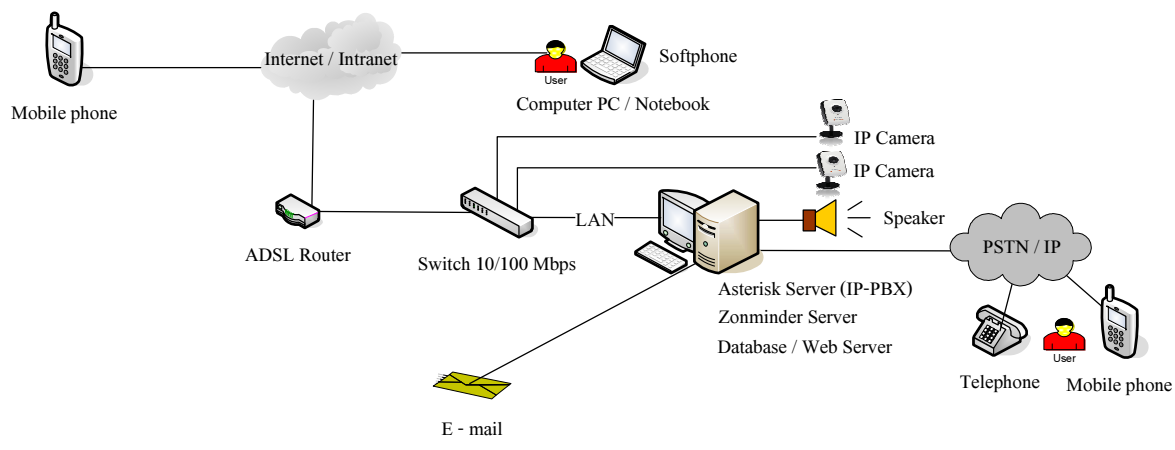 Internet / Intranet
User
Softphone
Mobile phone
Computer PC / Notebook
IP Camera
IP Camera
LAN
Speaker
ADSL Router
Switch 10/100 Mbps
PSTN / IP
Asterisk Server (IP-PBX)
Zonminder Server
Database / Web Server
User
Telephone
Mobile phone
E - mail